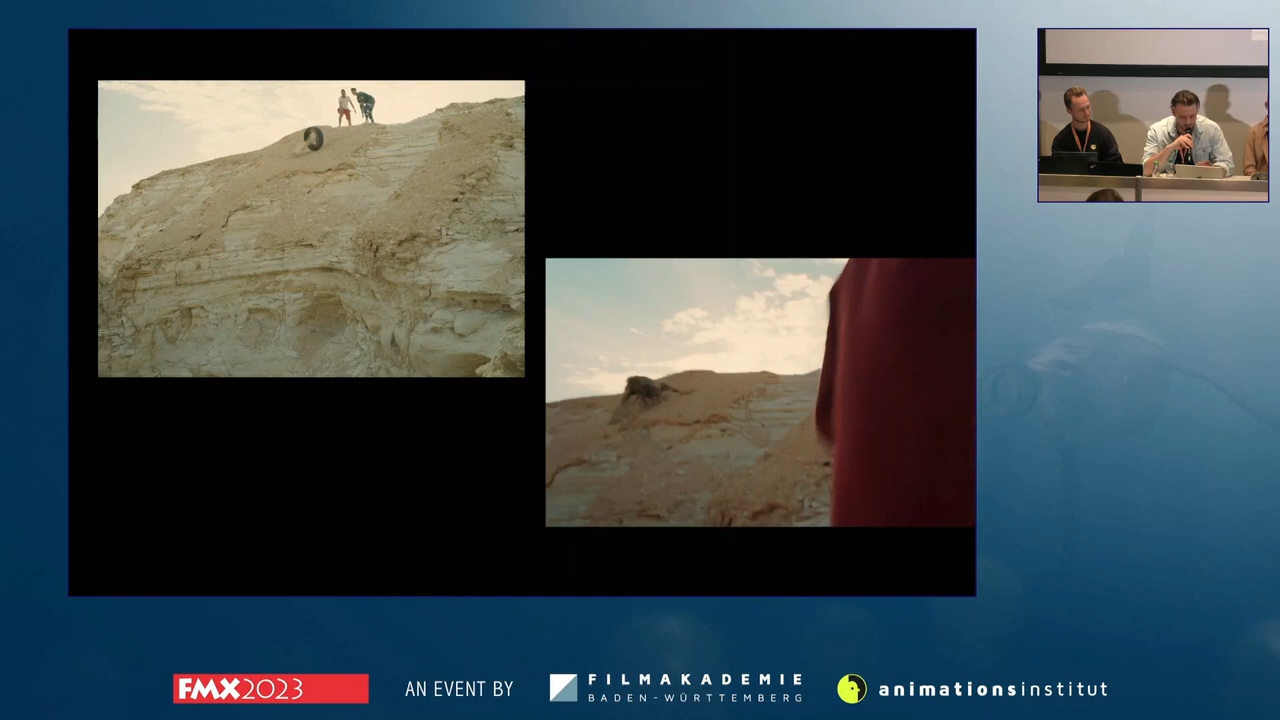 FMX2023
AN EVENT BY
FILMAKADEMIE
BADEN-WÜRTTEMBERG
animationsinstitut